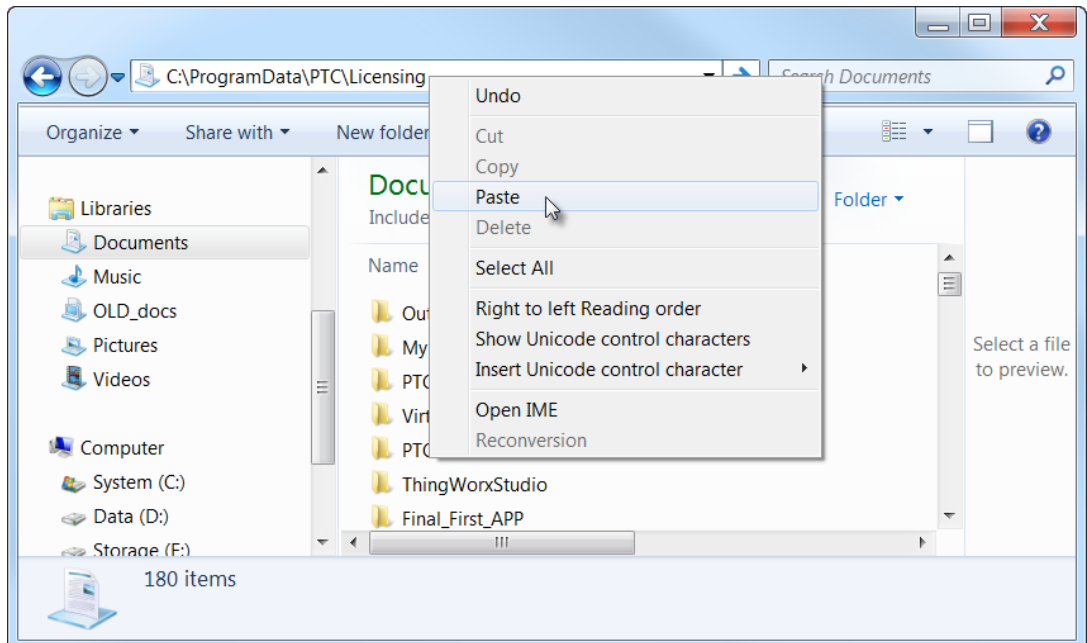 C:\ProgramData\PTC\Licensing
Search Documents
Organize
Share with
New folder
Libraries
Documents
Music
OLD_docs
Pictures
Videos
Computer
System (C:)
Data (D:)
Storage (E:)
Docu
Include
Folder
Name
Out
My
PTC
Virt
PTC
ThingWorxStudio
Final_First_APP
Undo
Cut
Copy
Paste
Delete
Select All
Right to left Reading order
Show Unicode control characters
Insert Unicode control character
Open IME
Reconversion
Select a file
to preview.
180 items